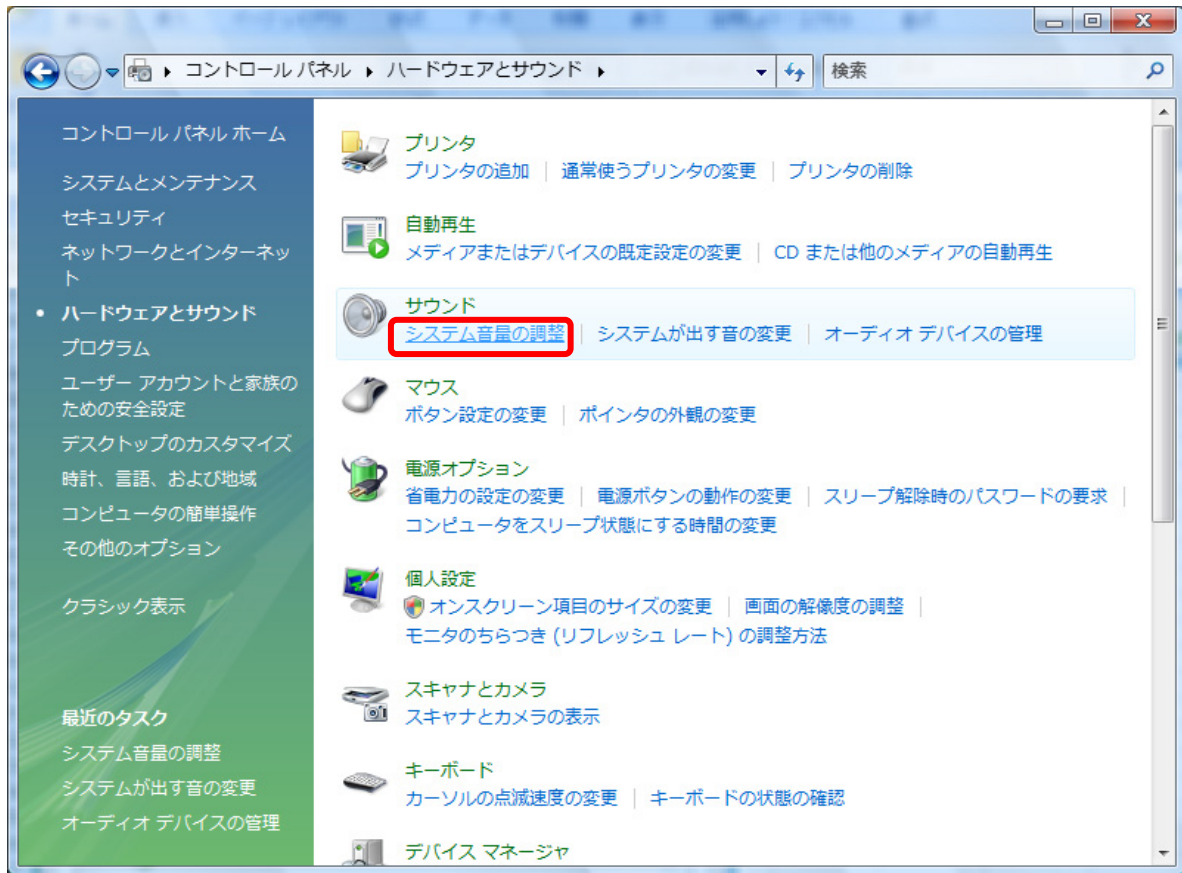 コントロール パネル ハードウェアとサウンド 検索
コントロール パネル ホーム
システムとメンテナンス
セキュリティ
ネットワークとインターネッ
ト
ハードウェアとサウンド
プログラム
ユーザー アカウントと家族の
ための安全設定
デスクトップのカスタマイズ
時計、言語、および地域
コンピュータの簡単操作
その他のオプション
クラシック表示
最近のタスク
システム音量の調整
システムが出す音の変更
オーディオ デバイスの管理
プリンタ
プリンタの追加 通常使うプリンタの変更 プリンタの削除
自動再生
メディアまたはデバイスの既定設定の変更 CD または他のメディアの自動再生
サウンド
システム音量の調整 システムが出す音の変更 オーディオ デバイスの管理
マウス
ボタン設定の変更 ポインタの外観の変更
電源オプション
省電力の設定の変更 電源ボタンの動作の変更 スリープ解除時のパスワードの要求
コンピュータをスリープ状態にする時間の変更
個人設定
オンスクリーン項目のサイズの変更 画面の解像度の調整
モニタのちらつき (リフレッシュ レート) の調整方法
スキャナとカメラ
スキャナとカメラの表示
キーボード
カーソルの点滅速度の変更 キーボードの状態の確認
デバイス マネージャ